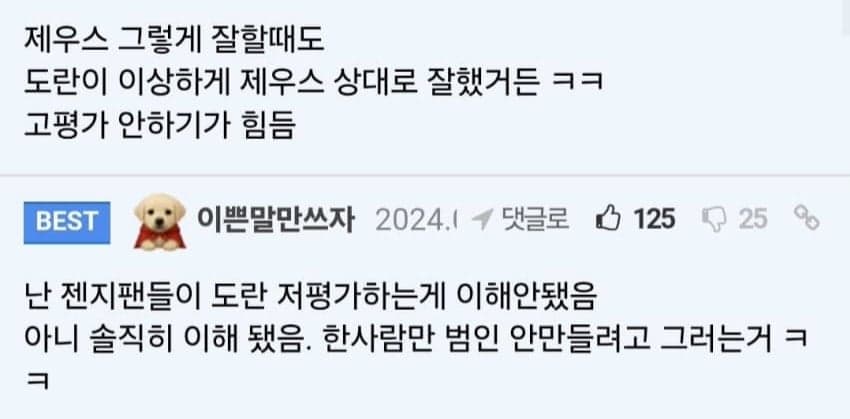 제우스 그렇게 잘할때도
도란이 이상하게 제우스 상대로 잘했거든 ㅋㅋ
고평가 안하기가 힘듬
BEST 이쁜말만쓰자 2024. 댓글로 125 25
난 젠지팬들이 도란 저평가하는게 이해안됐음
아니 솔직히 이해 됐음. 한사람만 범인 안만들려고 그러는거 ㅋ
ㅋ